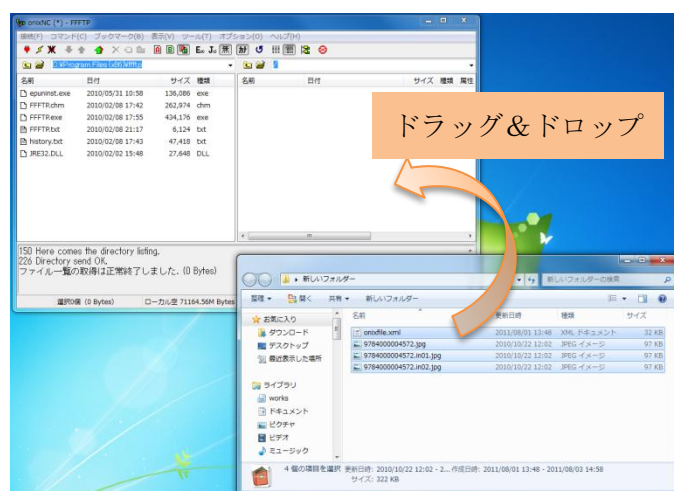 onixNC (*) - FFFTP
接続(F) コマンド(C) ブックマーク(B) 表示(V) ツール(T) オプション(O) ヘルプ(H)
名前 日付 サイズ 種類
epuninst.exe 2010/05/31 10:58 136,086 exe
FFFTP.chm 2010/02/08 17:42 262,974 chm
FFFTP.exe 2010/02/08 17:55 434,176 exe
FFFTP.txt 2010/02/08 21:17 6,124 txt
history.txt 2010/02/08 17:43 47,418 txt
JRE32.DLL 2010/02/02 15:48 27,648 DLL
名前 日付 サイズ 種類 属性
ドラッグ＆ドロップ
150 Here comes the directory listing.
226 Directory send OK.
ファイル一覧の取得は正常終了しました. (0 Bytes)
選択0個 (0 Bytes) ローカル空 71164.56M Bytes
新しいフォルダー
新しいフォルダーの検索
整理 開く 共有 新しいフォルダー
お気に入り
ダウンロード
デスクトップ
最近表示した場所
ライブラリ
works
ドキュメント
ピクチャ
ビデオ
ミュージック
名前 更新日時 種類 サイズ
onixfile.xml 2011/08/01 13:48 XML ドキュメント 32 KB
9784000004572.jpg 2010/10/22 12:02 JPEG イメージ 97 KB
9784000004572.in01.jpg 2010/10/22 12:02 JPEG イメージ 97 KB
9784000004572.in02.jpg 2010/10/22 12:02 JPEG イメージ 97 KB
4 個の項目を選択 更新日時: 2010/10/22 12:02 - 2... 作成日時: 2011/08/01 13:48 - 2011/08/03 14:58
サイズ: 322 KB